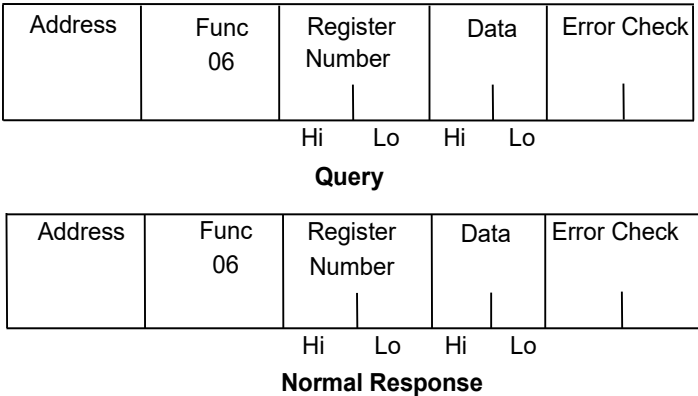 Address Func Register Data Error Check
06 Number
Hi Lo Hi Lo
Query
Address Func Register Data Error Check
06 Number
Hi Lo Hi Lo
Normal Response